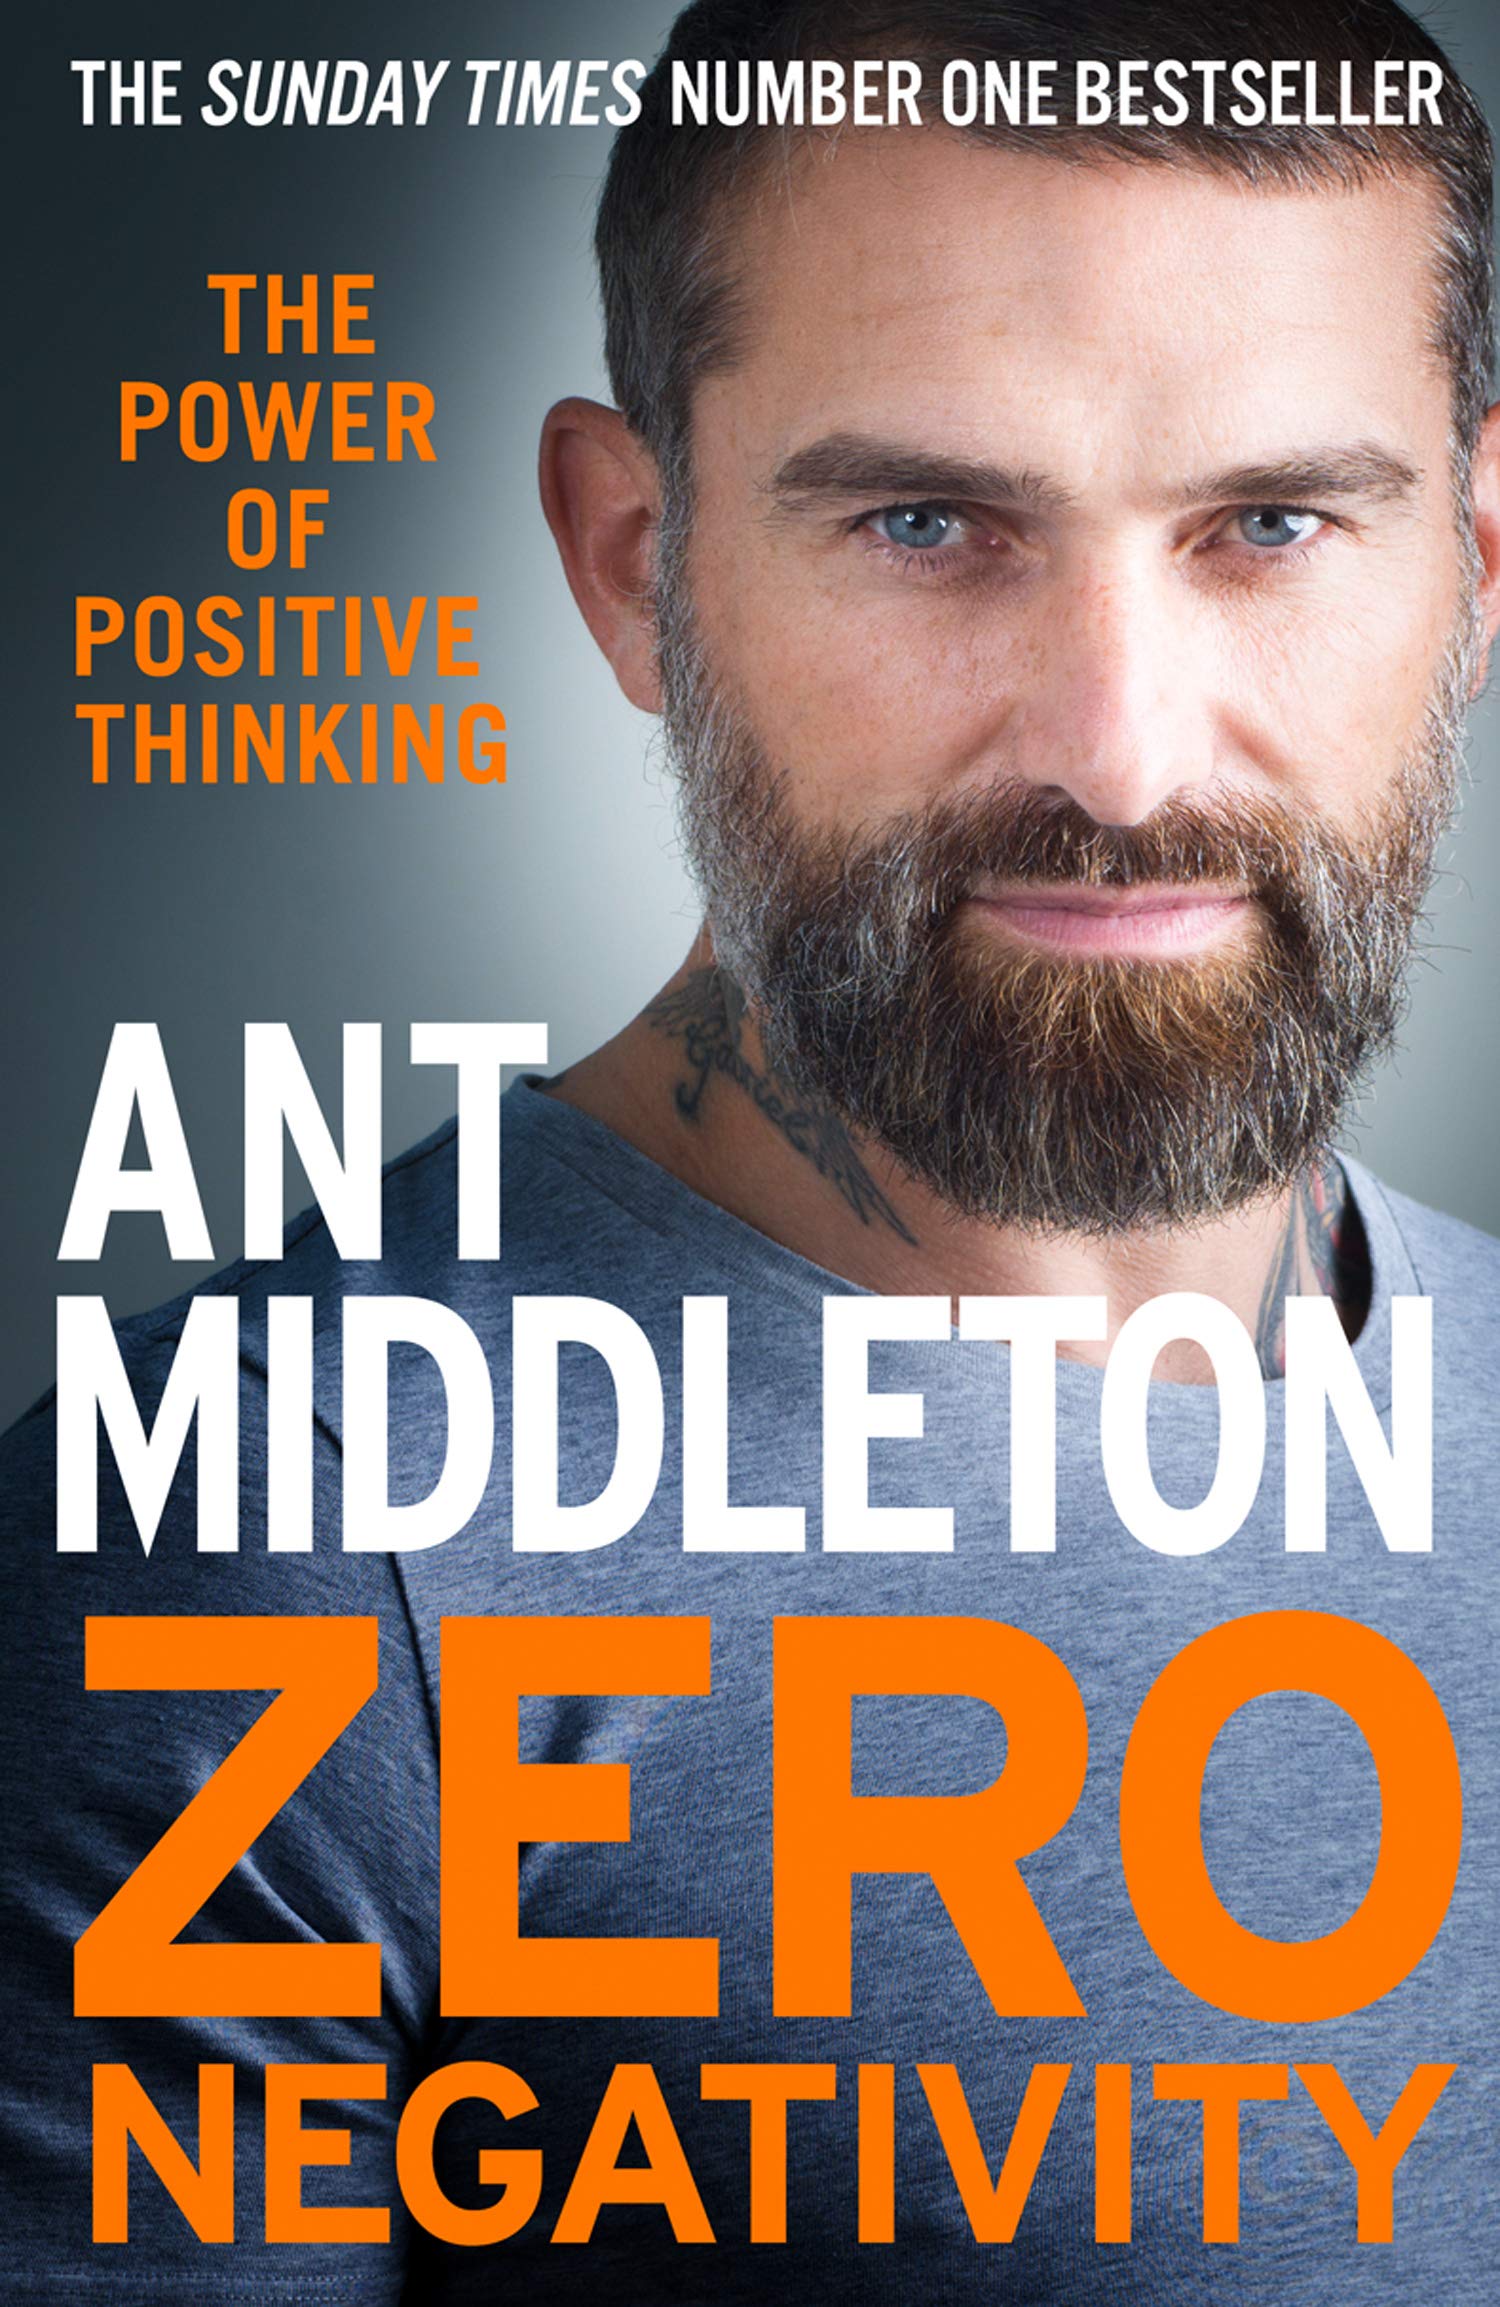 THE SUNDAY TIMES NUMBER ONE BESTSELLER
THE
POWER
OF
POSITIVE
THINKING
ANT
MIDDLETON
ZERO
NEGATIVITY